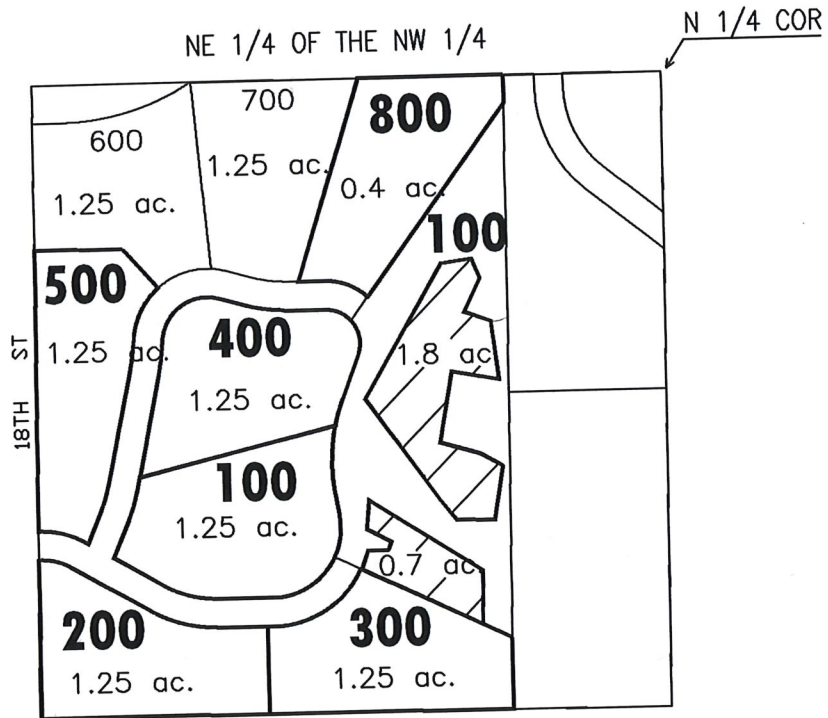 N 1/4 COR
NE 1/4 OF THE NW 1/4
700
800
600
1.25 ac.
0.4 ac.
1.25 ac.
100
500
400
1.25 ac.
1.8 ac
18TH ST
1.25 ac.
100
1.25 ac.
0.7 ac
200
300
1.25 ac.
1.25 ac.